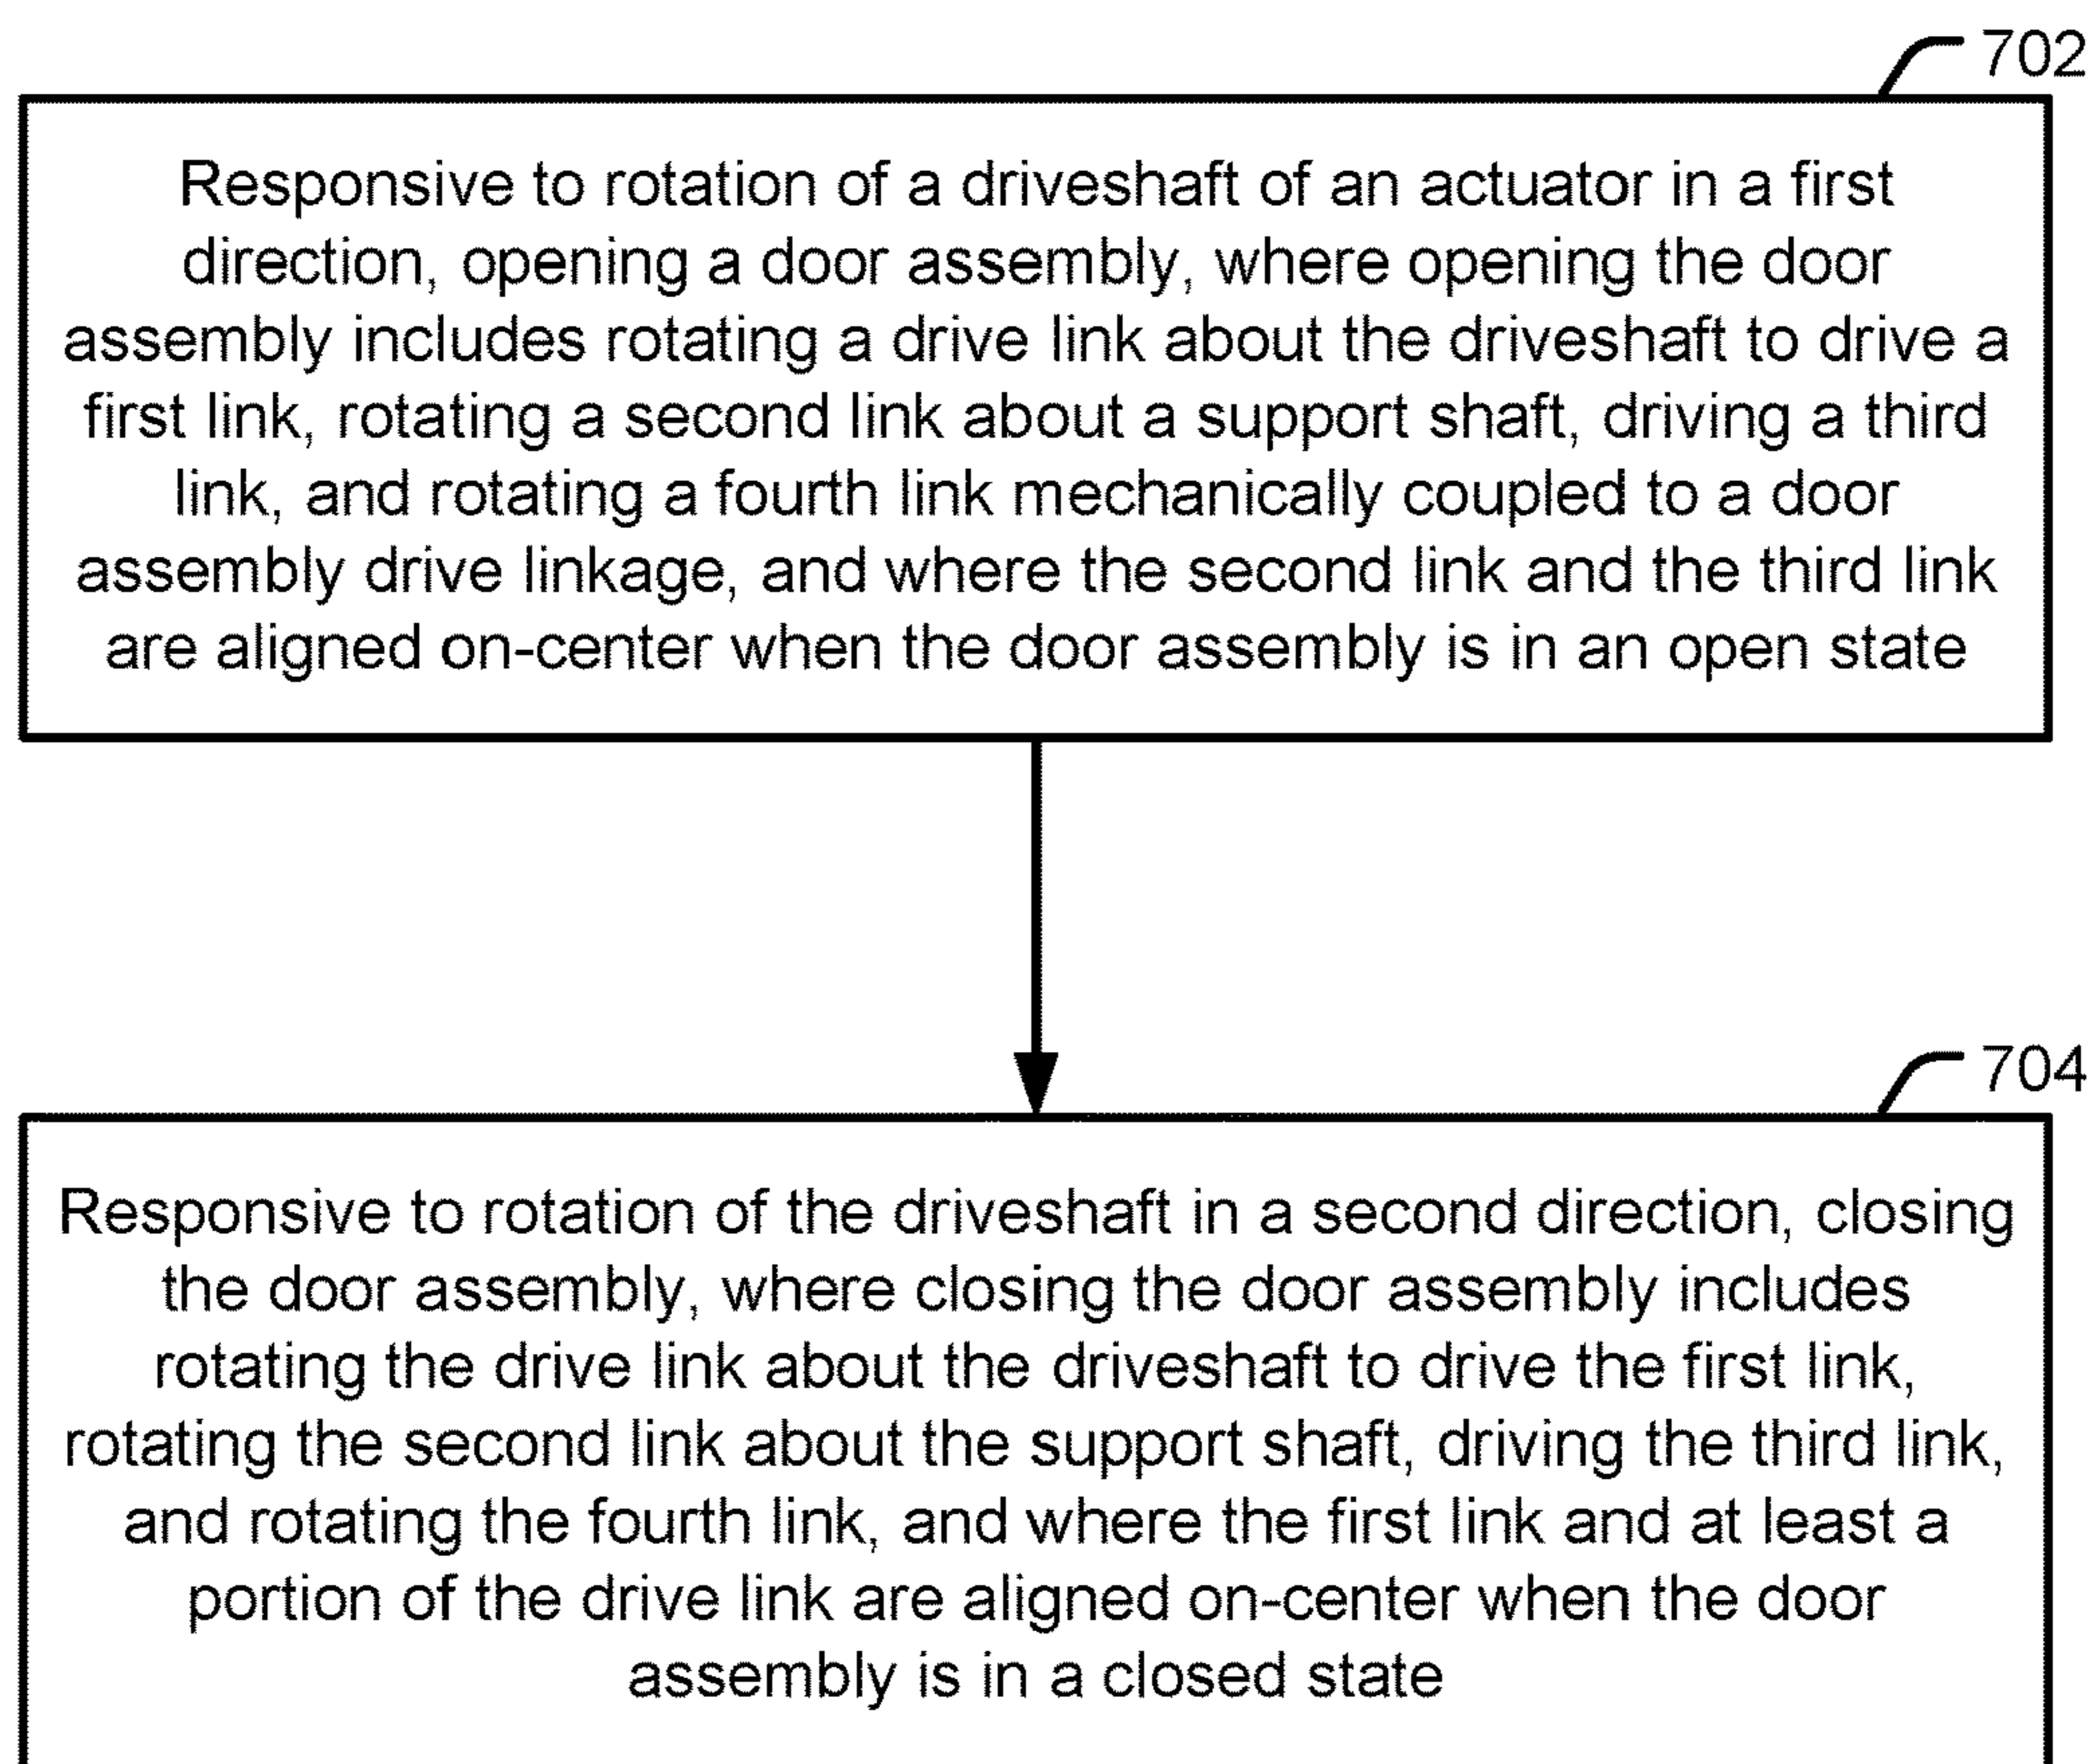 702
Responsive to rotation of a driveshaft of an actuator in a first
direction, opening a door assembly, where opening the door
assembly includes rotating a drive link about the driveshaft to drive a
first link, rotating a second link about a support shaft, driving a third
link, and rotating a fourth link mechanically coupled to a door
assembly drive linkage, and where the second link and the third link
are aligned on-center when the door assembly is in an open state
704
Responsive to rotation of the driveshaft in a second direction, closing
the door assembly, where closing the door assembly includes
rotating the drive link about the driveshaft to drive the first link,
rotating the second link about the support shaft, driving the third link,
and rotating the fourth link, and where the first link and at least a
portion of the drive link are aligned on-center when the door
assembly is in a closed state